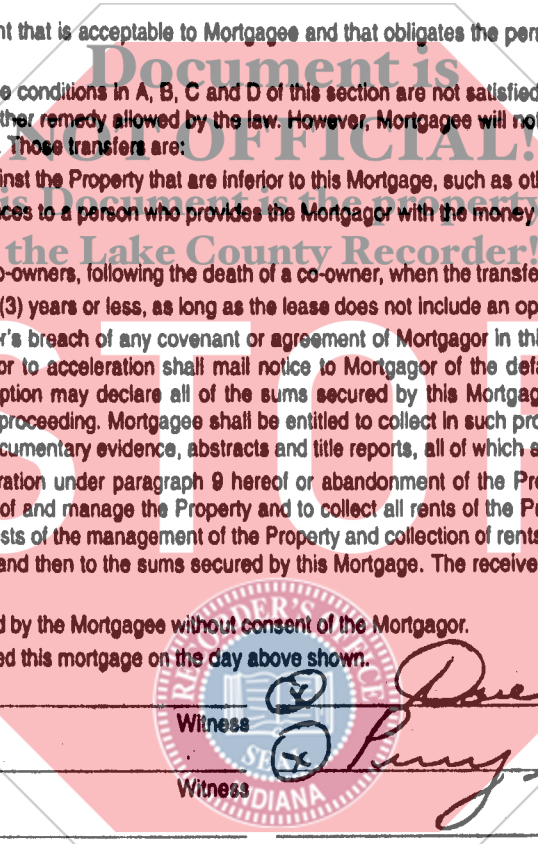 nt that is acceptable to Mortgagee and that obligates the per
Document is
e conditions in A, B, C and D of this section are not satisfied
ther remedy allowed by the law. However, Mortgagee will not
NOT OFFICIAL!
. Those transfers are:
inst the Property that are inferior to this Mortgage, such as ot
is Document is the property
ces to a person who provides the Mortgagor with the money
the Lake County Recorder!
o-owners, following the death of a co-owner, when the transfe
(3) years or less, as long as the lease does not include an op
r's breach of any covenant or agreement of Mortgagor in thi
or to acceleration shall mail notice to Mortgagor of the defa
ption may declare all of the sums secured by this Mortgag
proceeding. Mortgagee shall be entitled to collect in such pro
cumentary evidence, abstracts and title reports, all of which s
STOP
ration under paragraph 9 hereof or abandonment of the Pro
of and manage the Property and to collect all rents of the Pr
sts of the management of the Property and collection of rents
and then to the sums secured by this Mortgage. The receive
d by the Mortgagee without consent of the Mortgagor.
ed this mortgage on the day above shown.
RECORDER'S OFFICE
X Dave
Witness
SEAL
X
Witness
INDIANA